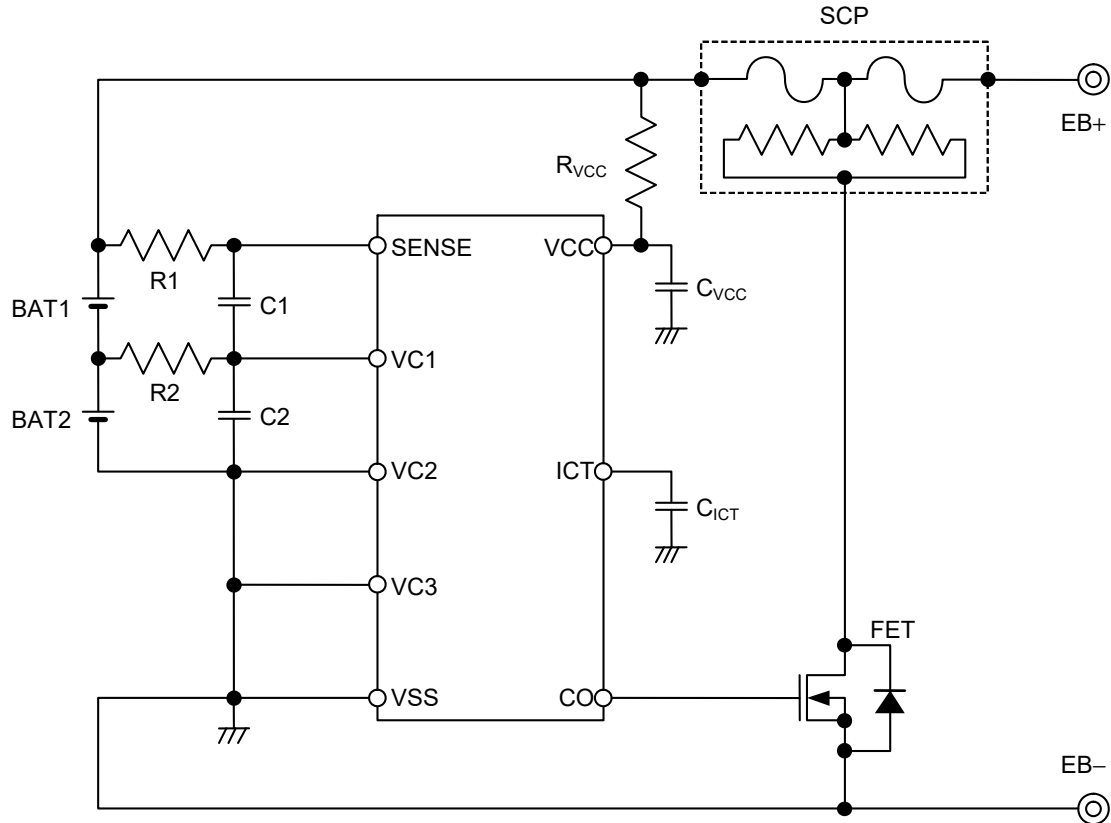 SCP
EB+
RVCC
SENSE
VCC
R1
BAT1
C1
CVCC
VC1
R2
BAT2
C2
VC2
ICT
CICT
VC3
FET
VSS
CO
EB−